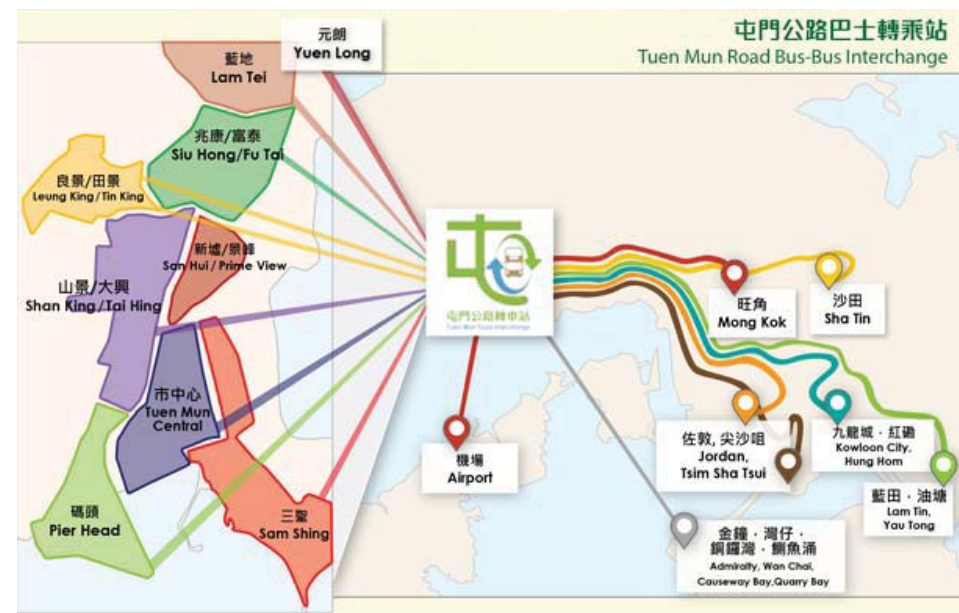 屯門公路巴士轉乘站
Tuen Mun Road Bus-Bus Interchange
元朗
Yuen Long
藍地
Lam Tei
兆康/富泰
Siu Hong/Fu Tai
良景/田景
Leung King/Tin King
新墟/景峰
San Hui/Prime View
山景/大興
Shan King/Tai Hing
市中心
Tuen Mun
Central
碼頭
Pier Head
三聖
Sam Shing
屯門公路轉車站
Tuen Mun Road Interchange
機場
Airport
旺角
Mong Kok
沙田
Sha Tin
佐敦, 尖沙咀
Jordan,
Tsim Sha Tsui
九龍城．紅磡
Kowloon City,
Hung Hom
藍田．油塘
Lam Tin,
Yau Tong
金鐘．灣仔．
銅鑼灣．鰂魚涌
Admiralty, Wan Chai,
Causeway Bay,Quarry Bay